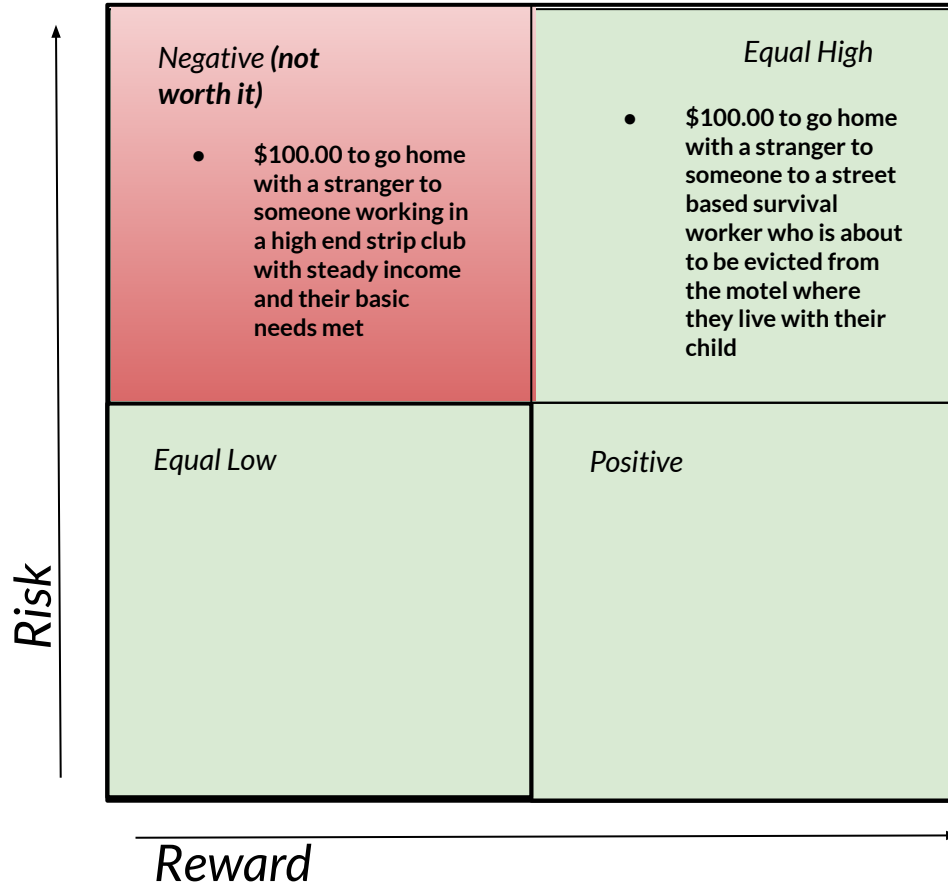 Negative (not
worth it)
● $100.00 to go home
with a stranger to
someone working in
a high end strip club
with steady income
and their basic
needs met
Equal High
● $100.00 to go home
with a stranger to
someone to a street
based survival
worker who is about
to be evicted from
the motel where
they live with their
child
Equal Low
Positive
Risk
Reward